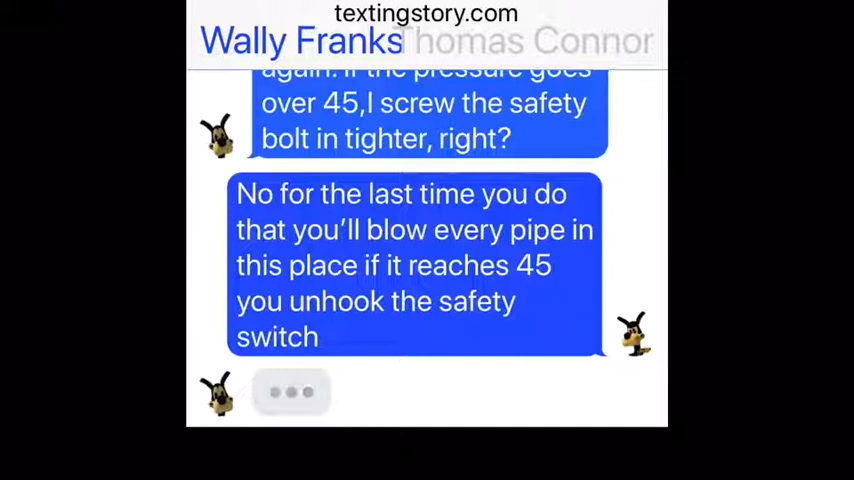 textingstory.com
Wally Franks Thomas Connor
again. If the pressure goes
over 45,I screw the safety
bolt in tighter, right?
No for the last time you do
that you’ll blow every pipe in
this place if it reaches 45
you unhook the safety
switch